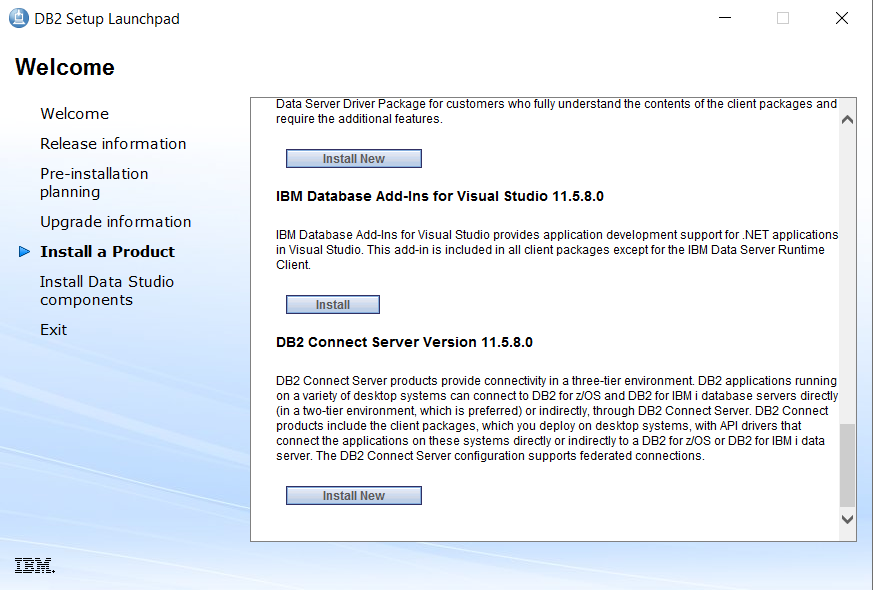 DB2 Setup Launchpad
Welcome
Welcome
Release information
Pre-installation
planning
Upgrade information
Install a Product
Install Data Studio
components
Exit
IBM.
Data Server Driver Package for customers who fully understand the contents of the client packages and
require the additional features.
Install New
IBM Database Add-Ins for Visual Studio 11.5.8.0
IBM Database Add-Ins for Visual Studio provides application development support for .NET applications
in Visual Studio. This add-in is included in all client packages except for the IBM Data Server Runtime
Client.
Install
DB2 Connect Server Version 11.5.8.0
DB2 Connect Server products provide connectivity in a three-tier environment. DB2 applications running
on a variety of desktop systems can connect to DB2 for z/OS and DB2 for IBM i database servers directly
(in a two-tier environment, which is preferred) or indirectly, through DB2 Connect Server. DB2 Connect
products include the client packages, which you deploy on desktop systems, with API drivers that
connect the applications on these systems directly or indirectly to a DB2 for z/OS or DB2 for IBM i data
server. The DB2 Connect Server configuration supports federated connections.
Install New